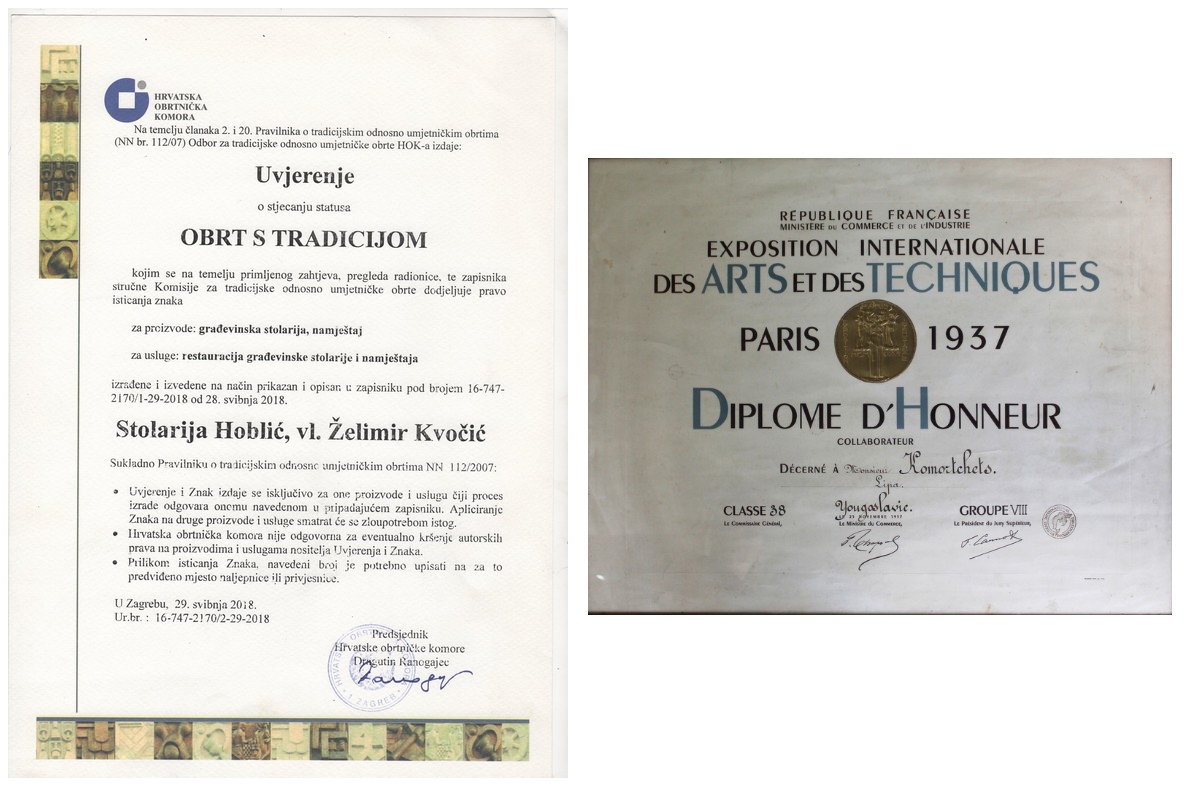 HRVATSKA
OBRTNIČKA
KOMORA
Na temelju članaka 2. i 20. Pravilnika o tradicijskim odnosno umjetničkim obrtima
(NN br. 112/07) Odbor za tradicijske odnosno umjetničke obrte HOK-a izdaje:
Uvjerenje
o stjecanju statusa
OBRT S TRADICIJOM
kojim se na temelju primljenog zahtjeva, pregleda radionice, te zapisnika
stručne Komisije za tradicijske odnosno umjetničke obrte dodjeljuje pravo
isticanja znaka
za proizvode: građevinska stolarija, namještaj
za usluge: restauracija građevinske stolarije i namještaja
izrađene i izvedene na način prikazan i opisan u zapisniku pod brojem 16-747-
2170/1-29-2018 od 28. svibnja 2018.
Stolarija Hoblić, vl. Želimir Kvočić
Sukladno Pravilniku o tradicijskim odnosno umjetničkim obrtima NN 112/2007:
• Uvjerenje i Znak izdaje se isključivo za one proizvode i uslugu čiji proces
izrade odgovara onomu navedenom u pripadajućem zapisniku. Apliciranje
Znaka na druge proizvode i usluge smatrat će se zloupotrebom istog.
• Hrvatska obrtnička komora nije odgovorna za eventualno kršenje autorskih
prava na proizvodima i uslugama nositelja Uvjerenja i Znaka.
• Prilikom isticanja Znaka, navedeni broj je potrebno upisati na za to
predviđeno mjesto naljepnice ili privjesnice.
U Zagrebu, 29. svibnja 2018.
Ur.br. : 16-747-2170/2-29-2018
Predsjednik
Hrvatske obrtničke komore
Dragutin Ranogajec
RÉPUBLIQUE FRANÇAISE
MINISTÈRE DU COMMERCE ET DE L'INDUSTRIE
EXPOSITION INTERNATIONALE
DES ARTS ET DES TECHNIQUES
PARIS 1937
DIPLOME D'HONNEUR
COLLABORATEUR
DÉCERNÉ À Monsieur Komortchets.
Lipa.
Yougoslavie.
CLASSE 38
GROUPE VIII
25 NOVEMBRE 1937
LE COMMISSAIRE GÉNÉRAL,
LE MINISTRE DU COMMERCE,
LE PRÉSIDENT DU JURY SUPÉRIEUR,